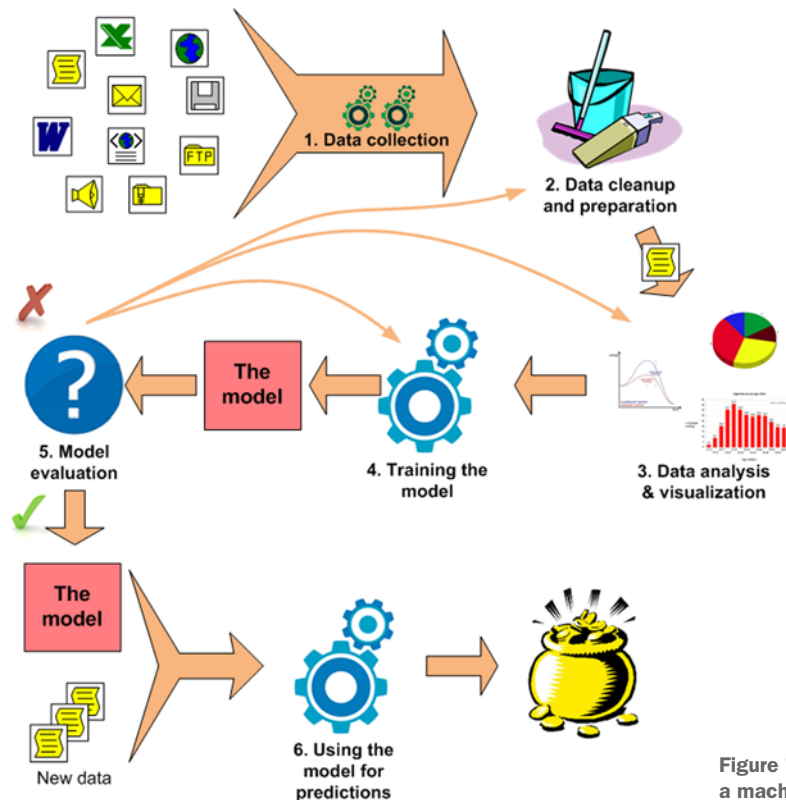 W
FTP
1. Data collection
2. Data cleanup
and preparation
?
The
model
5. Model
evaluation
4. Training the
model
3. Data analysis
& visualization
The
model
New data
6. Using the
model for
predictions
Figure
a mach